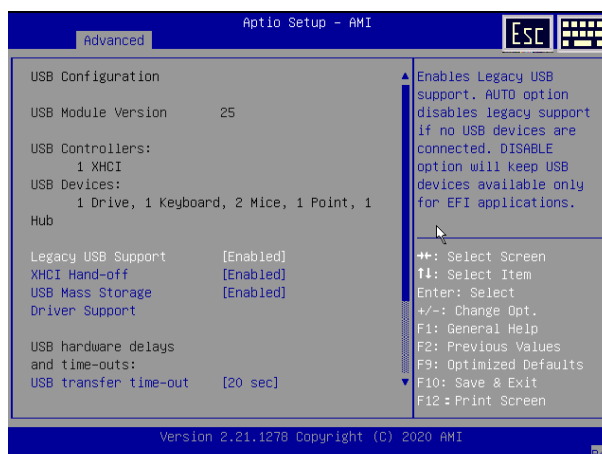 Aptio Setup – AMI
Advanced
Esc
USB Configuration
USB Module Version 25
USB Controllers:
1 XHCI
USB Devices:
1 Drive, 1 Keyboard, 2 Mice, 1 Point, 1
Hub
Legacy USB Support [Enabled]
XHCI Hand-off [Enabled]
USB Mass Storage [Enabled]
Driver Support
USB hardware delays
and time-outs:
USB transfer time-out [20 sec]
Enables Legacy USB
support. AUTO option
disables legacy support
if no USB devices are
connected. DISABLE
option will keep USB
devices available only
for EFI applications.
→←: Select Screen
↑↓: Select Item
Enter: Select
+/-: Change Opt.
F1: General Help
F2: Previous Values
F9: Optimized Defaults
F10: Save & Exit
F12 : Print Screen
Version 2.21.1278 Copyright (C) 2020 AMI